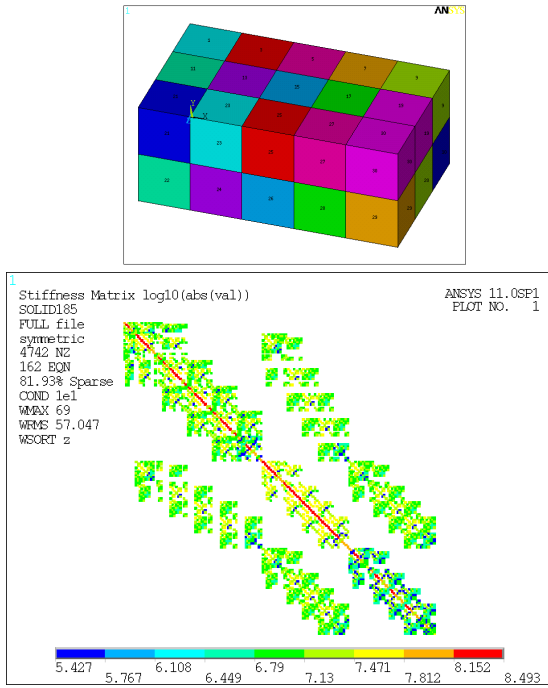 1
ANSYS
Y
X
1
Stiffness Matrix log10(abs(val))
ANSYS 11.0SP1
SOLID185
PLOT NO. 1
FULL file
symmetric
4742 NZ
162 EQN
81.93% Sparse
COND 1e1
WMAX 69
WRMS 57.047
WSORT z
5.427 6.108 6.79 7.471 8.152
5.767 6.449 7.13 7.812 8.493